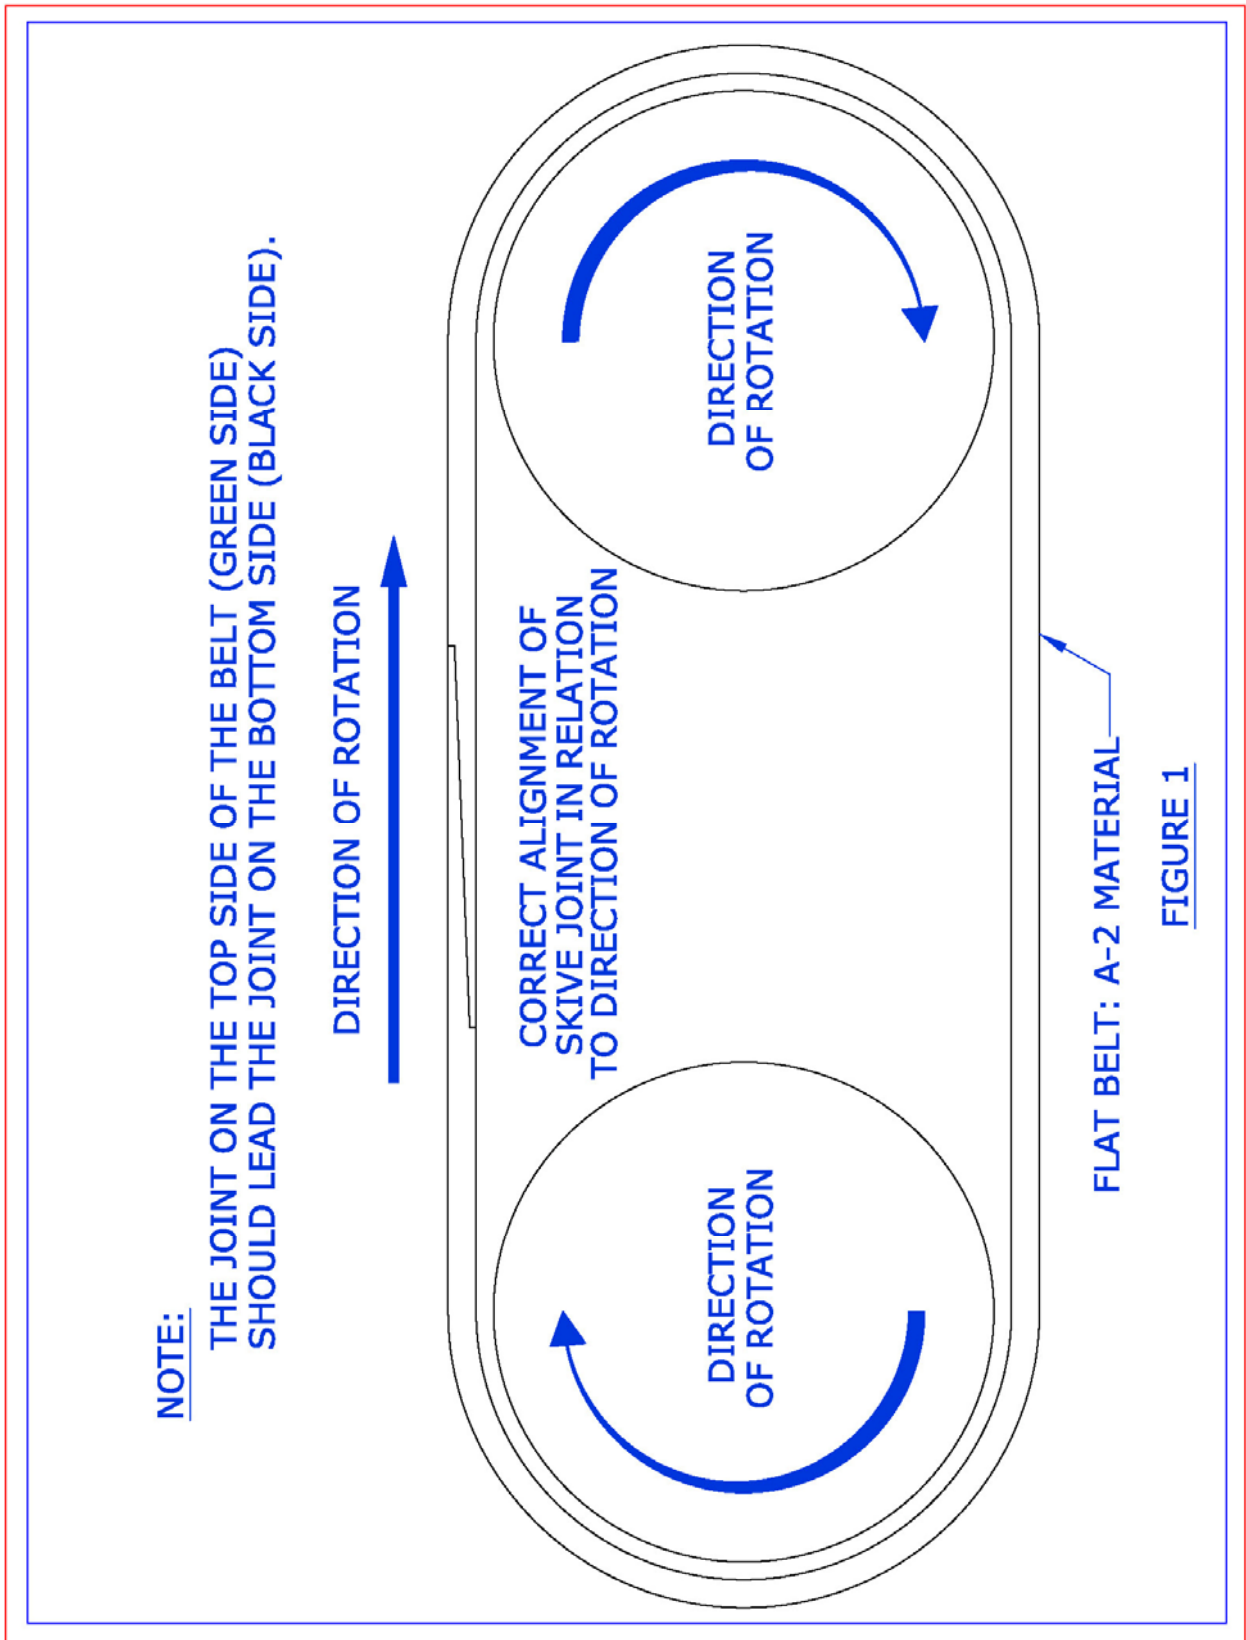 NOTE:
THE JOINT ON THE TOP SIDE OF THE BELT (GREEN SIDE)
SHOULD LEAD THE JOINT ON THE BOTTOM SIDE (BLACK SIDE).
DIRECTION OF ROTATION
CORRECT ALIGNMENT OF
SKIVE JOINT IN RELATION
TO DIRECTION OF ROTATION
DIRECTION
OF ROTATION
DIRECTION
OF ROTATION
FLAT BELT: A-2 MATERIAL
FIGURE 1